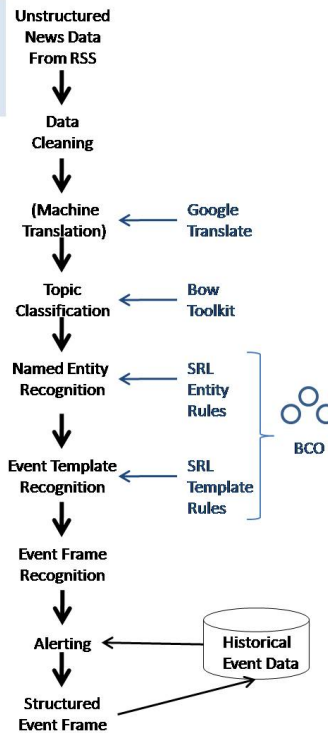 Unstructured
News Data
From RSS
Data
Cleaning
(Machine
Translation)
Google
Translate
Topic
Classification
Bow
Toolkit
Named Entity
Recognition
SRL
Entity
Rules
BCO
Event Template
Recognition
SRL
Template
Rules
Event Frame
Recognition
Alerting
Historical
Event Data
Structured
Event Frame